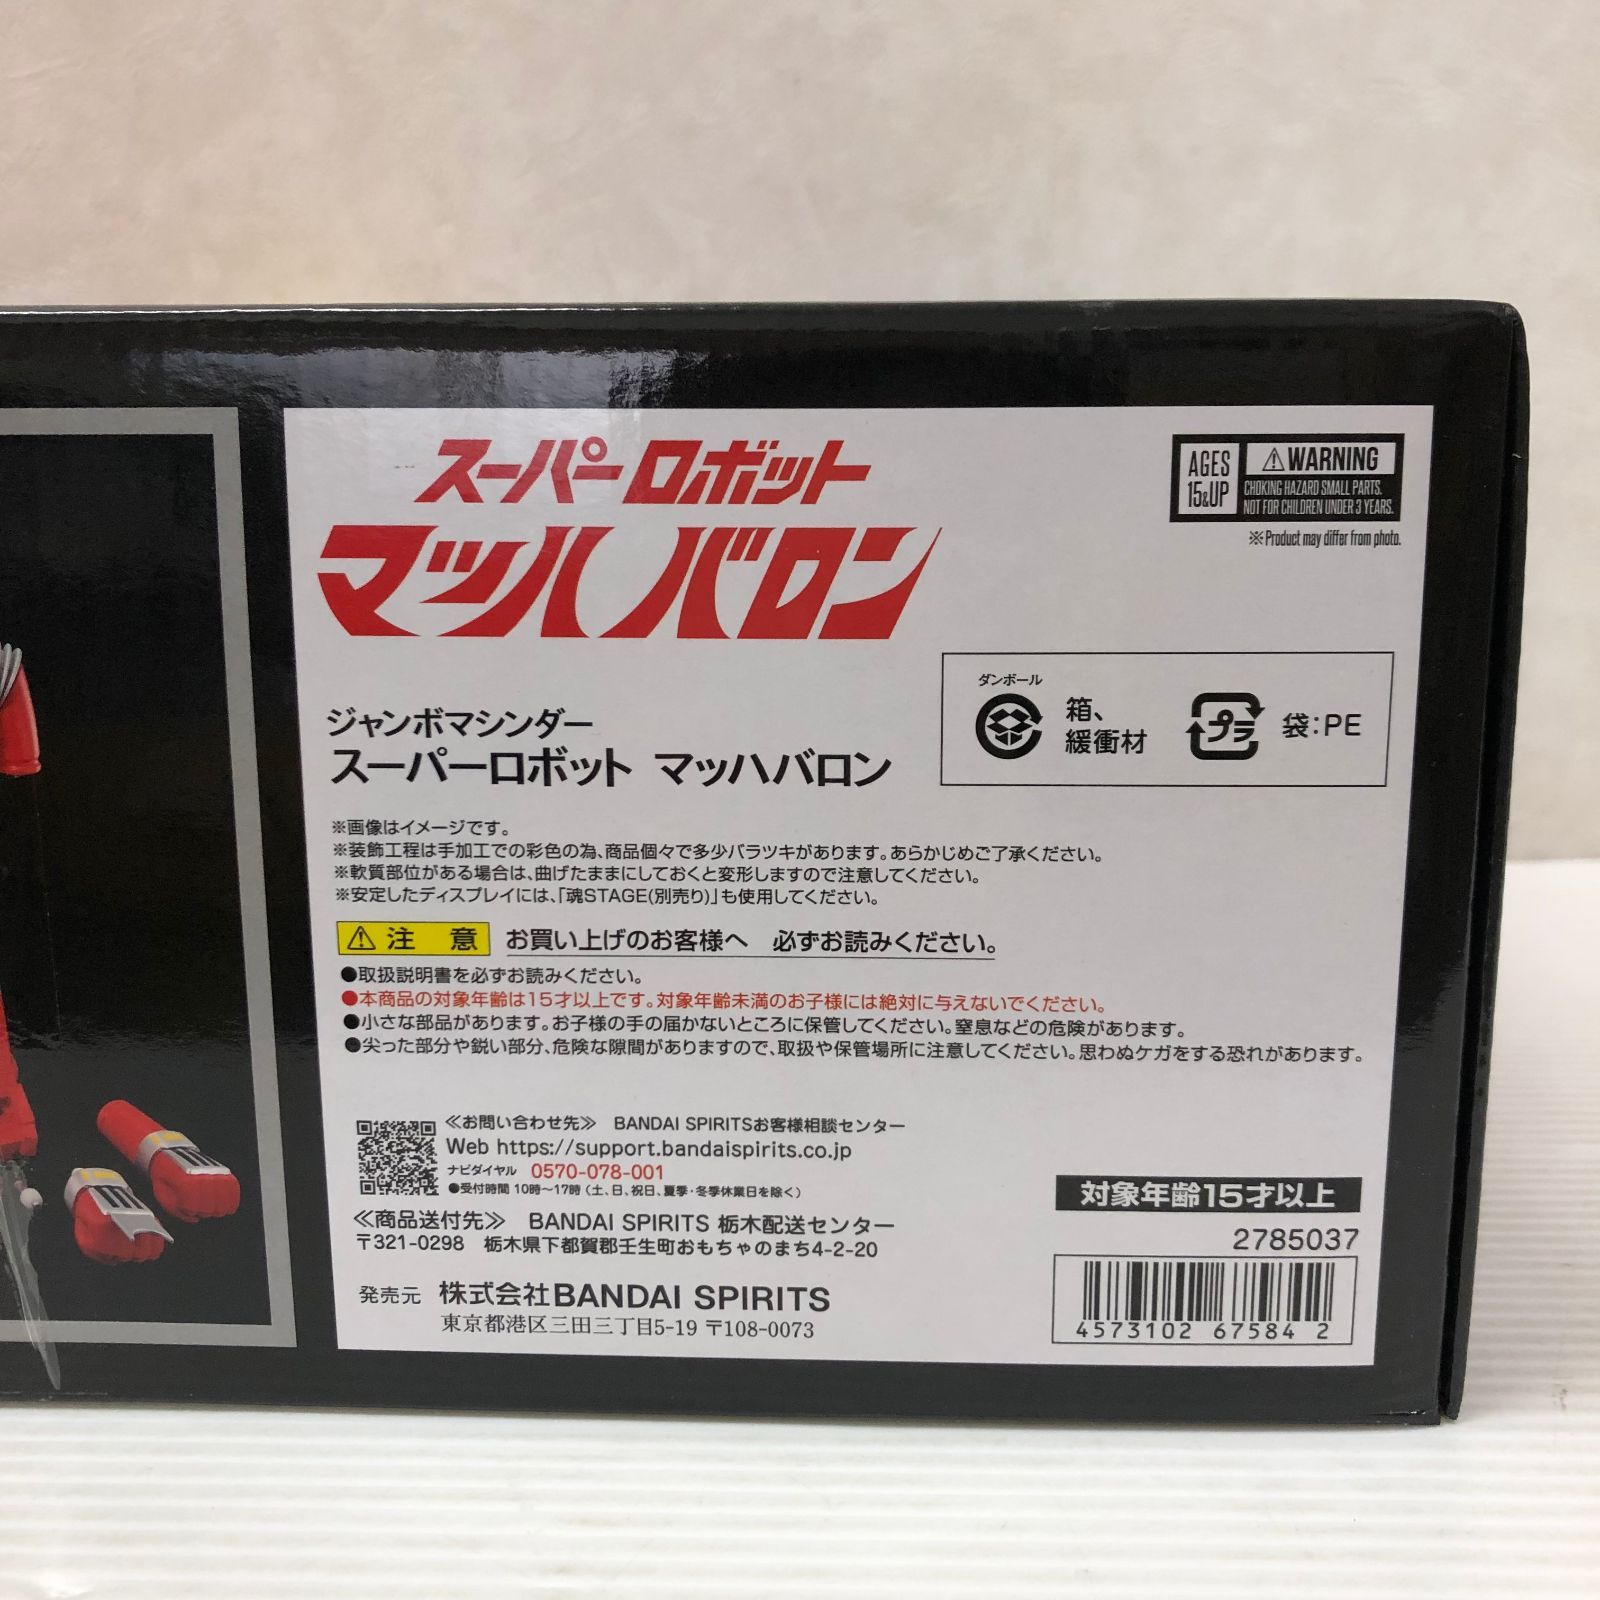 スーパーロボット
マッハバロン
AGES
15&UP
⚠WARNING
CHOKING HAZARD SMALL PARTS.
NOT FOR CHILDREN UNDER 3 YEARS.
※Product may differ from photo.
ダンボール
箱、
緩衝材
プラ
袋:PE
ジャンボマシンダー
スーパーロボット マッハバロン
※画像はイメージです。
※装飾工程は手加工での彩色の為、商品個々で多少バラツキがあります。あらかじめご了承ください。
※軟質部位がある場合は、曲げたままにしておくと変形しますので注意してください。
※安定したディスプレイには、「魂STAGE(別売り)」も使用してください。
⚠注 意 お買い上げのお客様へ 必ずお読みください。
●取扱説明書を必ずお読みください。
●本商品の対象年齢は15才以上です。対象年齢未満のお子様には絶対に与えないでください。
●小さな部品があります。お子様の手の届かないところに保管してください。窒息などの危険があります。
●尖った部分や鋭い部分、危険な隙間がありますので、取扱や保管場所に注意してください。思わぬケガをする恐れがあります。
≪お問い合わせ先≫ BANDAI SPIRITSお客様相談センター
Web https://support.bandaispirits.co.jp
ナビダイヤル 0570-078-001
●受付時間 10時〜17時 (土、日、祝日、夏季・冬季休業日を除く)
≪商品送付先≫ BANDAI SPIRITS 栃木配送センター
〒321-0298 栃木県下都賀郡壬生町おもちゃのまち4-2-20
発売元 株式会社BANDAI SPIRITS
東京都港区三田三丁目5-19 〒108-0073
対象年齢15才以上
2785037
4573102 67584 2